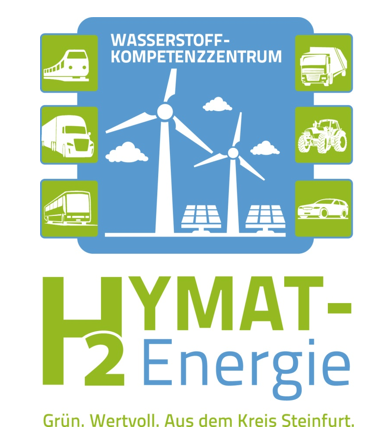 WASSERSTOFF-
KOMPETENZZENTRUM
H2YMAT-
Energie
Grün. Wertvoll. Aus dem Kreis Steinfurt.